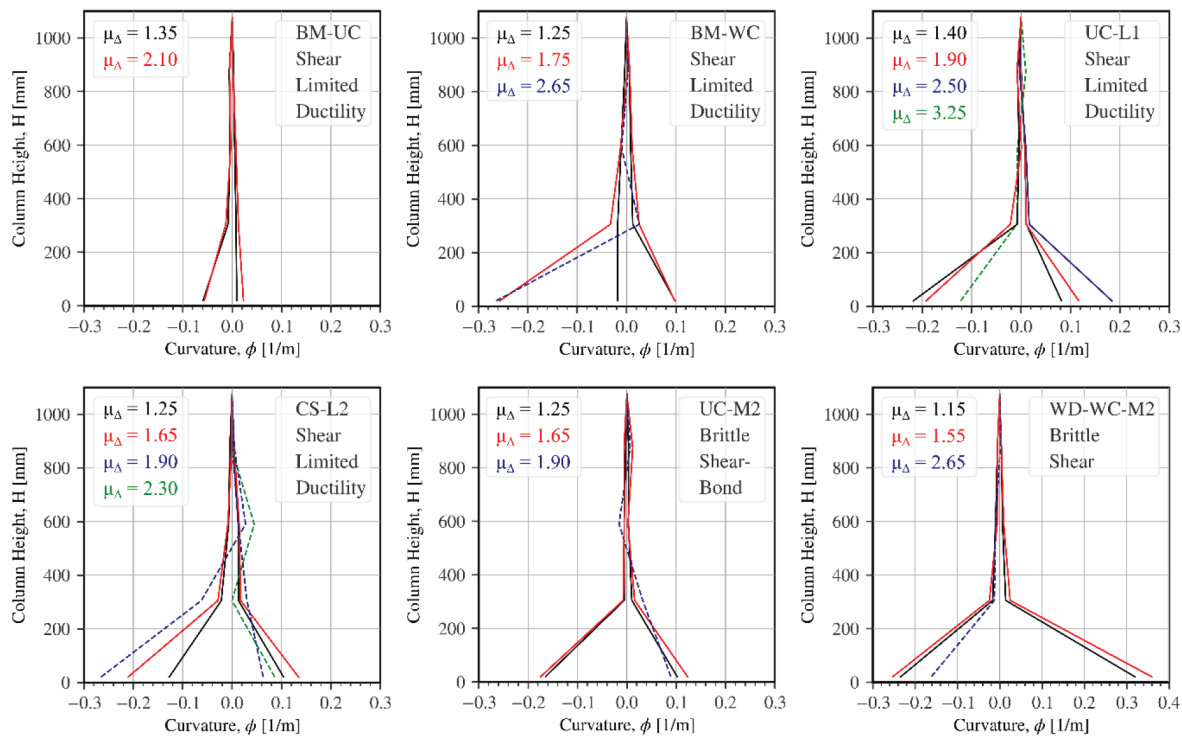 μΔ = 1.35
μΔ = 2.10
BM-UC
Shear
Limited
Ductility
1000
800
600
400
200
0
Column Height, H [mm]
−0.3 −0.2 −0.1 0.0 0.1 0.2 0.3
Curvature, ϕ [1/m]
μΔ = 1.25
μΔ = 1.75
μΔ = 2.65
BM-WC
Shear
Limited
Ductility
1000
800
600
400
200
0
Column Height, H [mm]
−0.3 −0.2 −0.1 0.0 0.1 0.2 0.3
Curvature, ϕ [1/m]
μΔ = 1.40
μΔ = 1.90
μΔ = 2.50
μΔ = 3.25
UC-L1
Shear
Limited
Ductility
1000
800
600
400
200
0
Column Height, H [mm]
−0.3 −0.2 −0.1 0.0 0.1 0.2 0.3
Curvature, ϕ [1/m]
μΔ = 1.25
μΔ = 1.65
μΔ = 1.90
μΔ = 2.30
CS-L2
Shear
Limited
Ductility
1000
800
600
400
200
0
Column Height, H [mm]
−0.3 −0.2 −0.1 0.0 0.1 0.2 0.3
Curvature, ϕ [1/m]
μΔ = 1.25
μΔ = 1.65
μΔ = 1.90
UC-M2
Brittle
Shear-
Bond
1000
800
600
400
200
0
Column Height, H [mm]
−0.3 −0.2 −0.1 0.0 0.1 0.2 0.3
Curvature, ϕ [1/m]
μΔ = 1.15
μΔ = 1.55
μΔ = 2.65
WD-WC-M2
Brittle
Shear
1000
800
600
400
200
0
Column Height, H [mm]
−0.3 −0.2 −0.1 0.0 0.1 0.2 0.3 0.4
Curvature, ϕ [1/m]